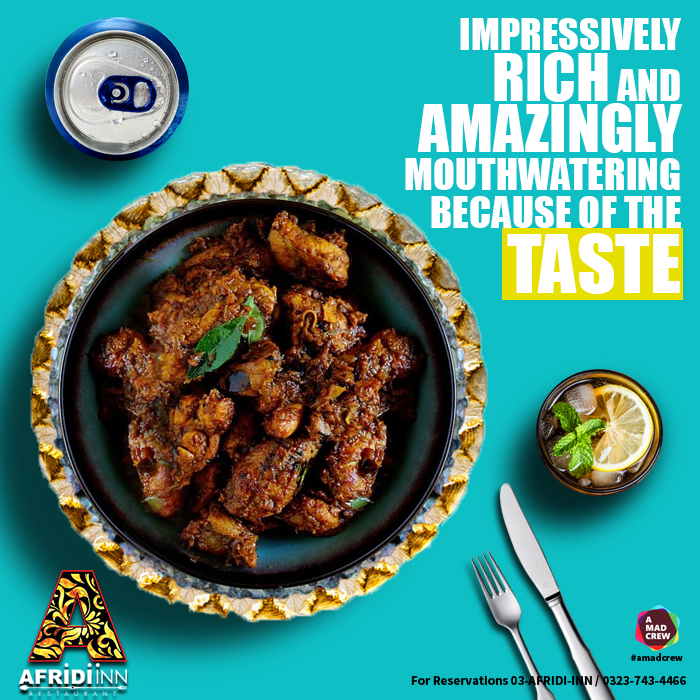 IMPRESSIVELY
RICH AND
AMAZINGLY
MOUTHWATERING
BECAUSE OF THE
TASTE
A
AFRiDi iNN
RESTAURANT
A
MAD
CREW
#amadcrew
For Reservations 03-AFRIDI-INN / 0323-743-4466